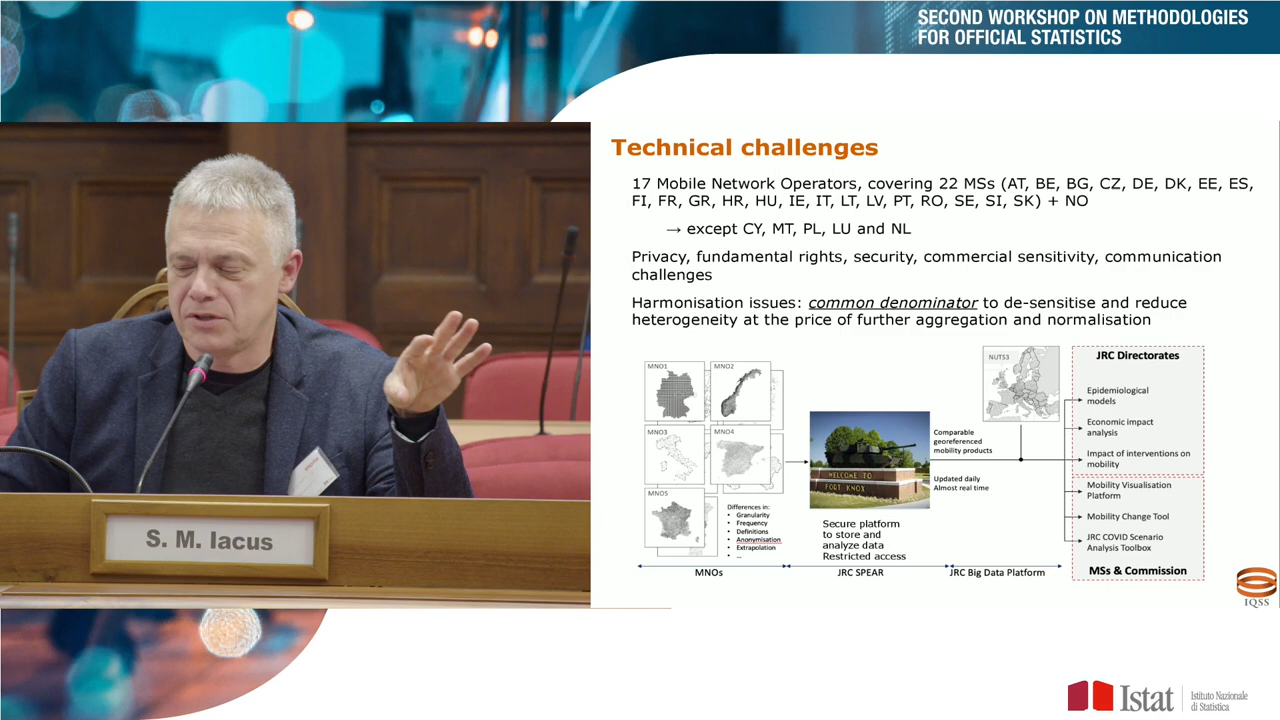 SECOND WORKSHOP ON METHODOLOGIES
FOR OFFICIAL STATISTICS
Technical challenges
17 Mobile Network Operators, covering 22 MSs (AT, BE, BG, CZ, DE, DK, EE, ES,
FI, FR, GR, HR, HU, IE, IT, LT, LV, PT, RO, SE, SI, SK) + NO
→ except CY, MT, PL, LU and NL
Privacy, fundamental rights, security, commercial sensitivity, communication
challenges
Harmonisation issues: common denominator to de-sensitise and reduce
heterogeneity at the price of further aggregation and normalisation
MNO1
MNO2
MNO3
MNO4
MNO5
Differences in:
• Granularity
• Frequency
• Definitions
• Anonymisation
• Extrapolation
• ...
WELCOME TO
FORT KNOX
Secure platform
to store and
analyze data
Restricted access
Comparable
georeferenced
mobility products
Updated daily
Almost real time
NUTS3
JRC Directorates
Epidemiological
models
Economic impact
analysis
Impact of interventions on
mobility
Mobility Visualisation
Platform
Mobility Change Tool
JRC COVID Scenario
Analysis Toolbox
MSs & Commission
MNOs
JRC SPEAR
JRC Big Data Platform
IQSS
S. M. Iacus
Istat
Istituto Nazionale
di Statistica